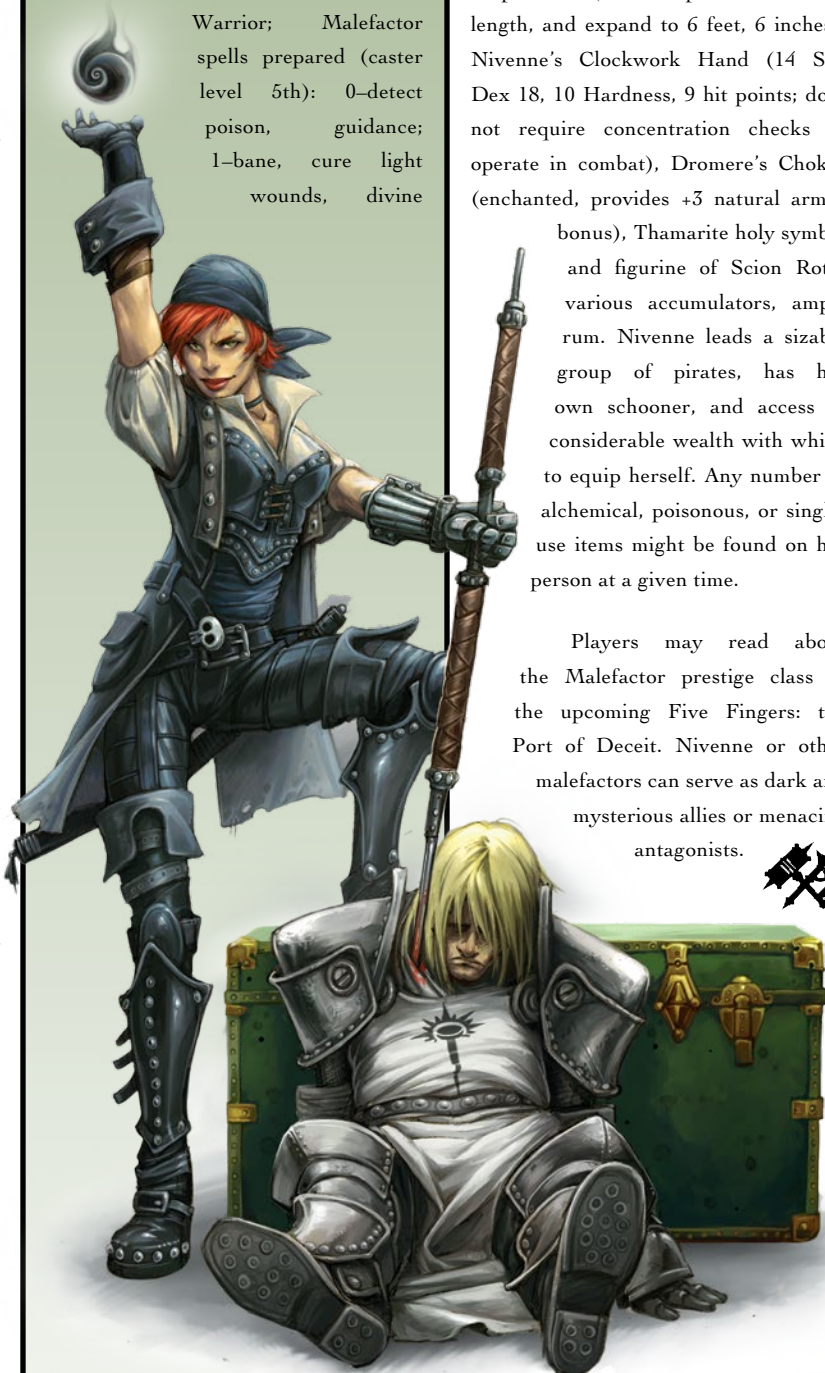 Warrior; Malefactor
spells prepared (caster
level 5th): 0–detect
poison, guidance;
1–bane, cure light
wounds, divine
length, and expand to 6 feet, 6 inches
Nivenne's Clockwork Hand (14 S
Dex 18, 10 Hardness, 9 hit points; do
not require concentration checks
operate in combat), Dromere's Chok
(enchanted, provides +3 natural arm
bonus), Thamarite holy symb
and figurine of Scion Rot
various accumulators, amp
rum. Nivenne leads a sizab
group of pirates, has h
own schooner, and access
considerable wealth with whi
to equip herself. Any number
alchemical, poisonous, or singl
use items might be found on h
person at a given time.
Players may read abo
the Malefactor prestige class
the upcoming Five Fingers: t
Port of Deceit. Nivenne or oth
malefactors can serve as dark a
mysterious allies or menaci
antagonists.